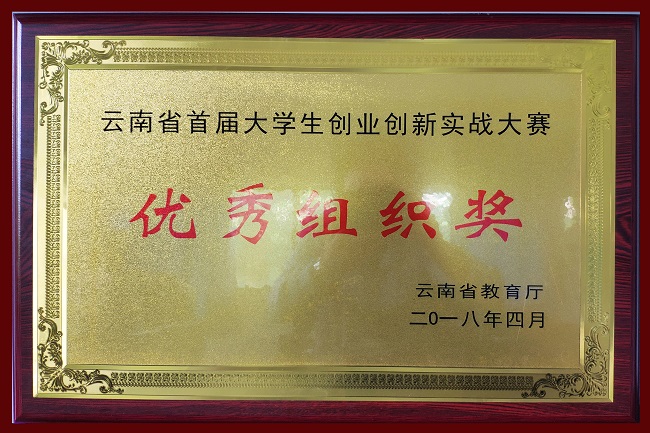 云南省首届大学生创业创新实战大赛
优秀组织奖
云南省教育厅
二0一八年四月